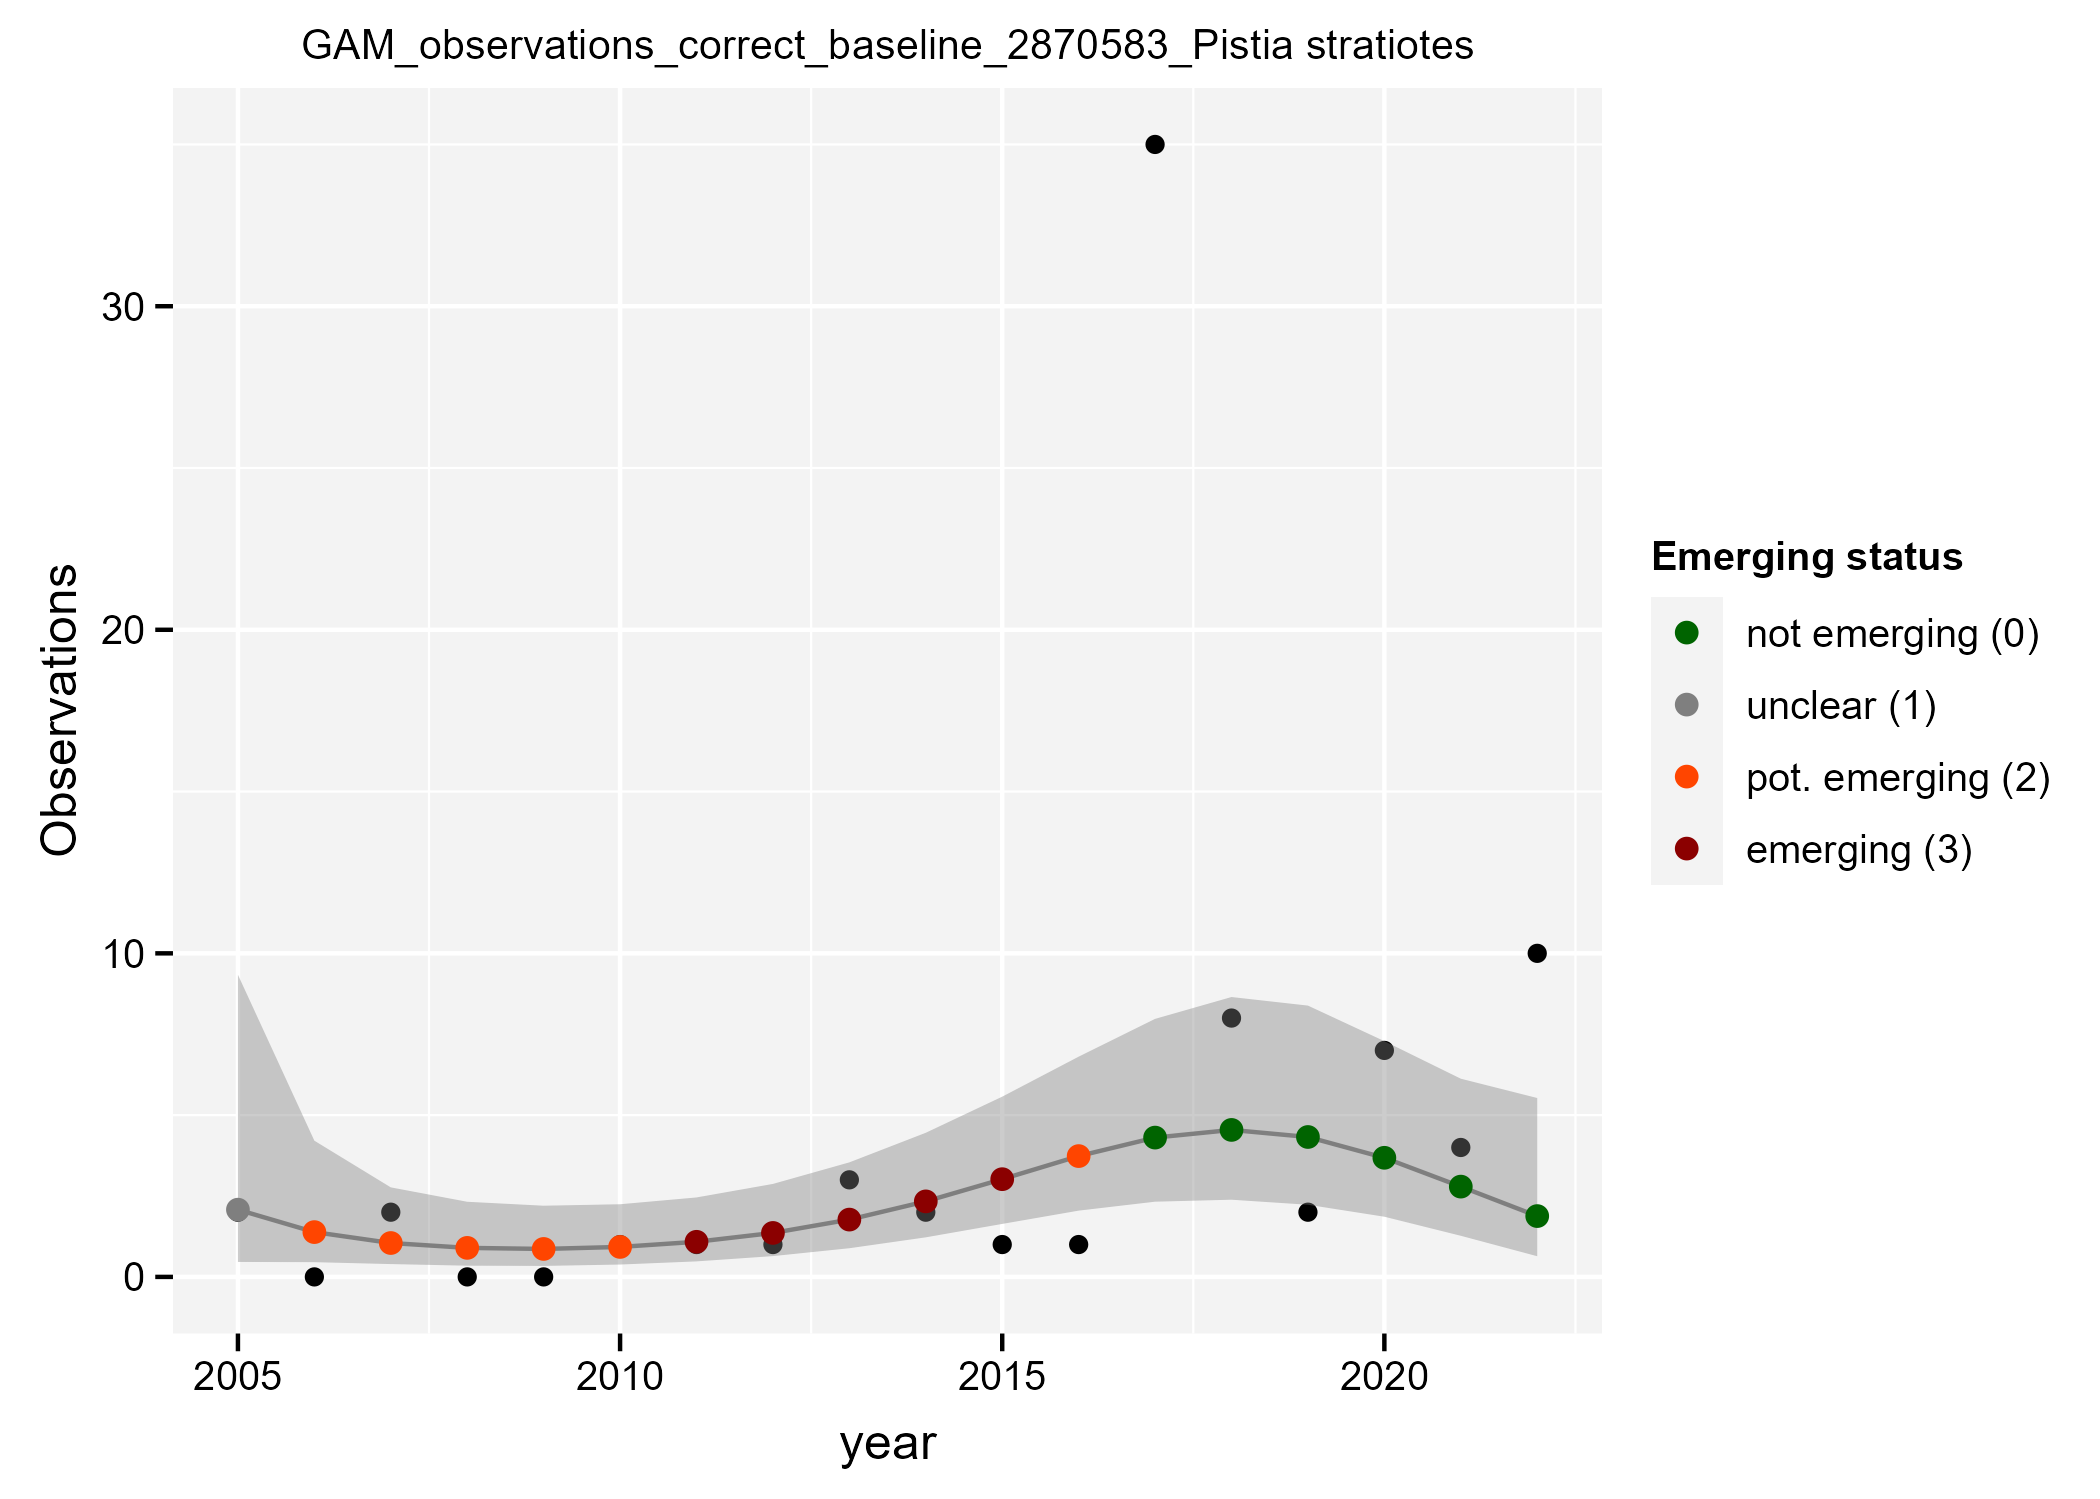 GAM_observations_correct_baseline_2870583_Pistia stratiotes
Observations
30
20
10
0
2005
2010
2015
2020
year
Emerging status
not emerging (0)
unclear (1)
pot. emerging (2)
emerging (3)